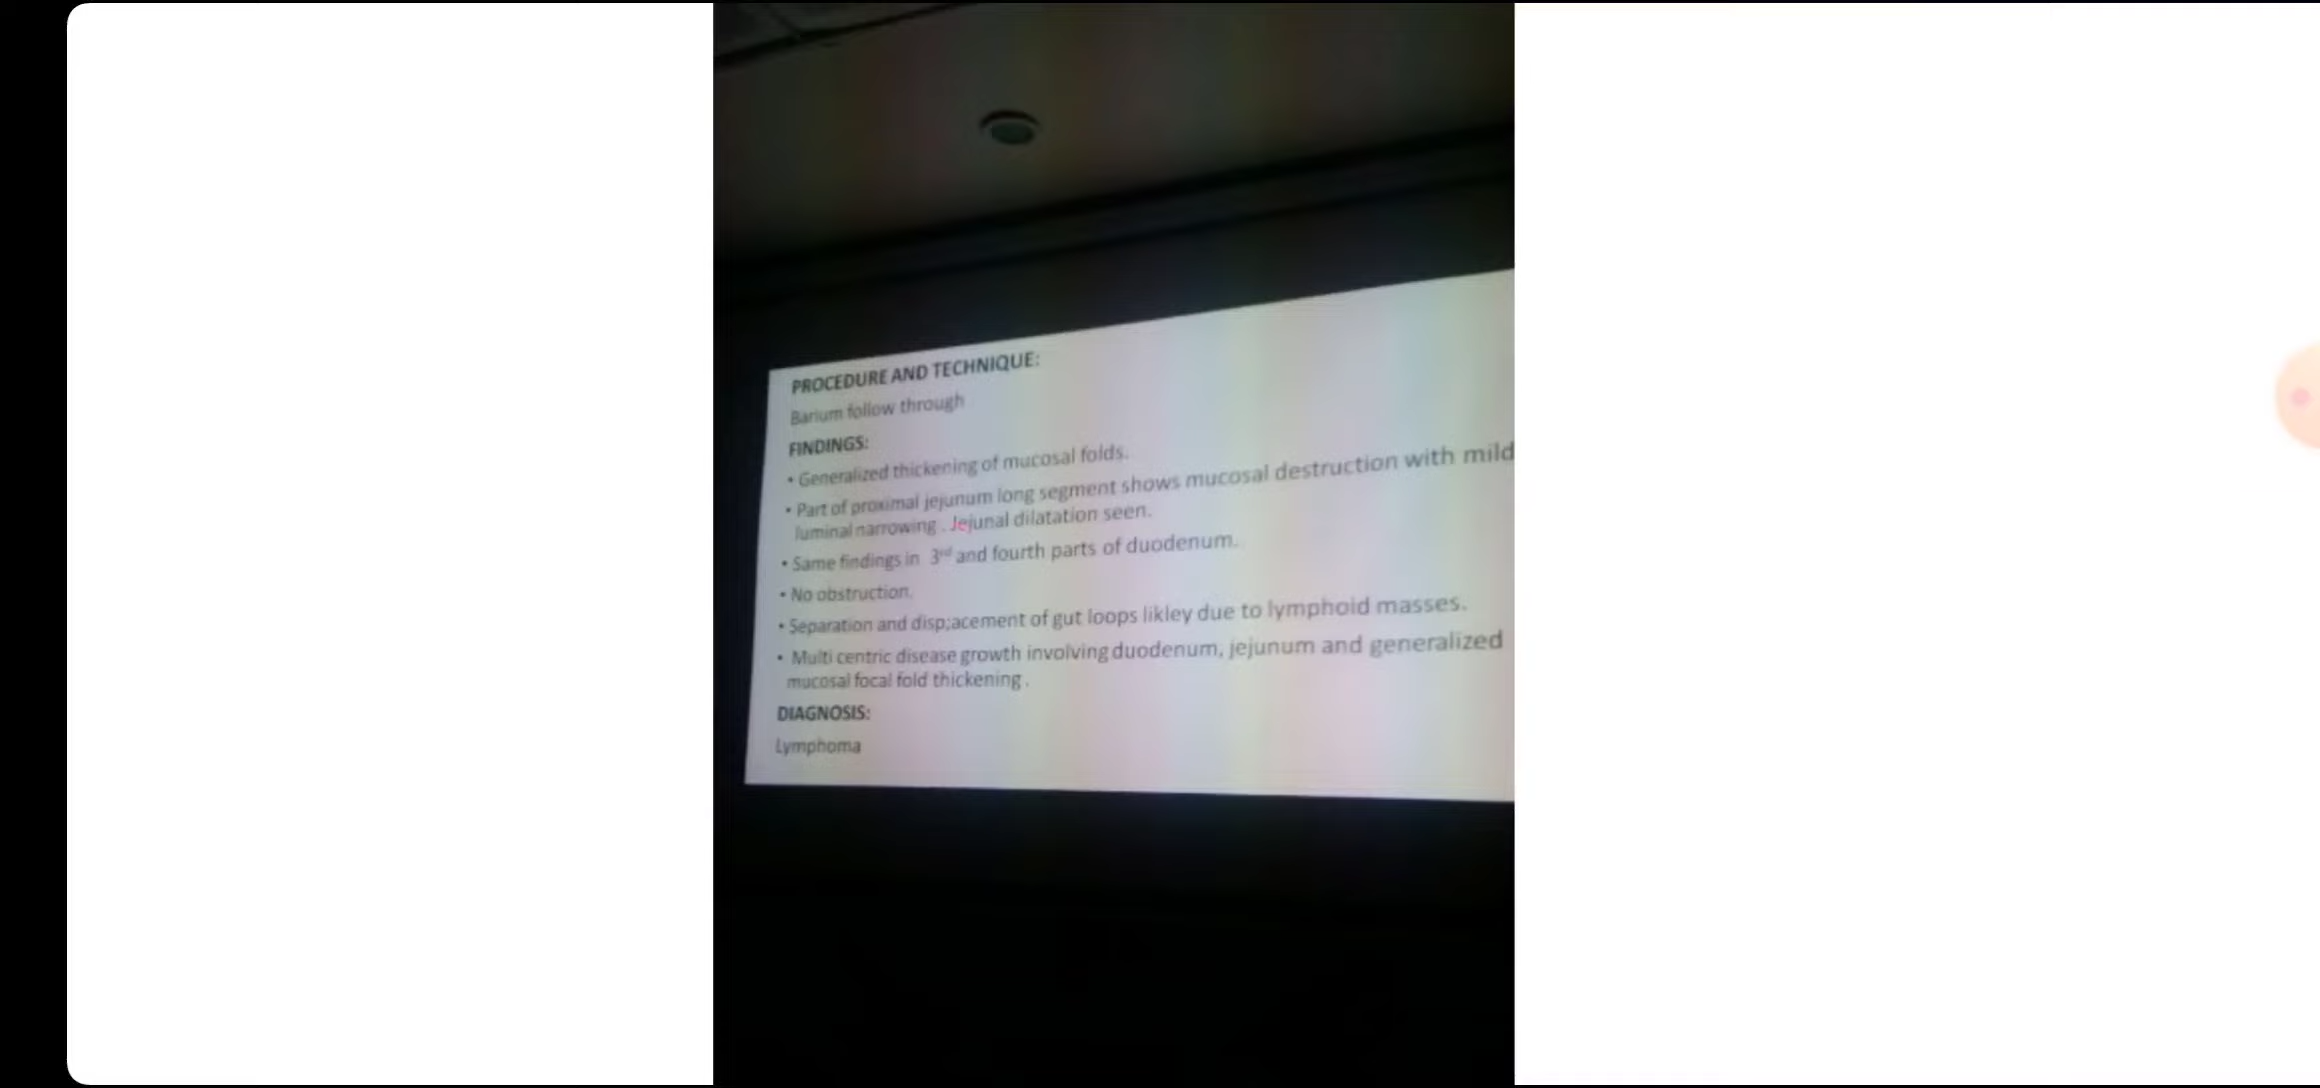 PROCEDURE AND TECHNIQUE:
Barium follow through
FINDINGS:
• Generalized thickening of mucosal folds.
• Part of proximal jejunum long segment shows mucosal destruction with mild
luminal narrowing . Jejunal dilatation seen.
• Same findings in 3rd and fourth parts of duodenum.
• No obstruction.
• Separation and disp;acement of gut loops likley due to lymphoid masses.
• Multi centric disease growth involving duodenum, jejunum and generalized
mucosal focal fold thickening .
DIAGNOSIS:
Lymphoma